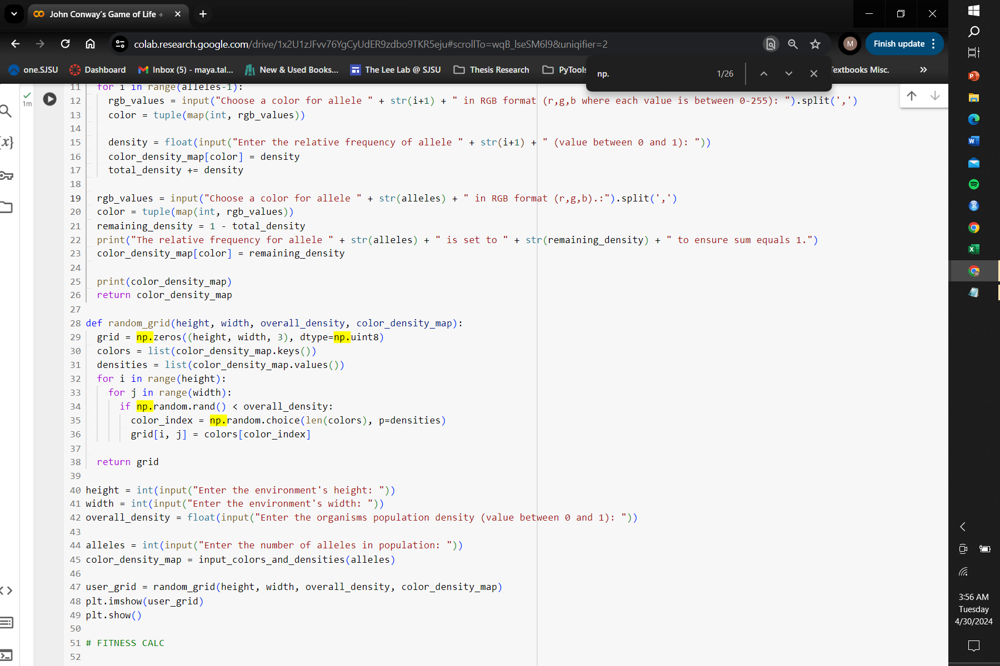 John Conway's Game of Life +
colab.research.google.com/drive/1x2U1zJFvv76YgCyUdER9zdbo9TKR5eju#scrollTo=wqB_lseSM6l9&uniqifier=2
M
Finish update
one.SJSU
Dashboard
Inbox (5) - maya.tal...
New & Used Books...
The Lee Lab @ SJSU
Thesis Research
PyTools
np.
1/26
Textbooks Misc.
»
1m
{x}
11 for i in range(alleles-1):
12 rgb_values = input("Choose a color for allele " + str(i+1) + " in RGB format (r,g,b where each value is between 0-255): ").split(',')
13 color = tuple(map(int, rgb_values))
14
15 density = float(input("Enter the relative frequency of allele " + str(i+1) + " (value between 0 and 1): "))
16 color_density_map[color] = density
17 total_density += density
18
19 rgb_values = input("Choose a color for allele " + str(alleles) + " in RGB format (r,g,b).:").split(',')
20 color = tuple(map(int, rgb_values))
21 remaining_density = 1 - total_density
22 print("The relative frequency for allele " + str(alleles) + " is set to " + str(remaining_density) + " to ensure sum equals 1.")
23 color_density_map[color] = remaining_density
24
25 print(color_density_map)
26 return color_density_map
27
28 def random_grid(height, width, overall_density, color_density_map):
29 grid = np.zeros((height, width, 3), dtype=np.uint8)
30 colors = list(color_density_map.keys())
31 densities = list(color_density_map.values())
32 for i in range(height):
33 for j in range(width):
34 if np.random.rand() < overall_density:
35 color_index = np.random.choice(len(colors), p=densities)
36 grid[i, j] = colors[color_index]
37
38 return grid
39
40 height = int(input("Enter the environment's height: "))
41 width = int(input("Enter the environment's width: "))
42 overall_density = float(input("Enter the organisms population density (value between 0 and 1): "))
43
44 alleles = int(input("Enter the number of alleles in population: "))
45 color_density_map = input_colors_and_densities(alleles)
46
47 user_grid = random_grid(height, width, overall_density, color_density_map)
48 plt.imshow(user_grid)
49 plt.show()
50
51 # FITNESS CALC
52
3:56 AM
Tuesday
4/30/2024